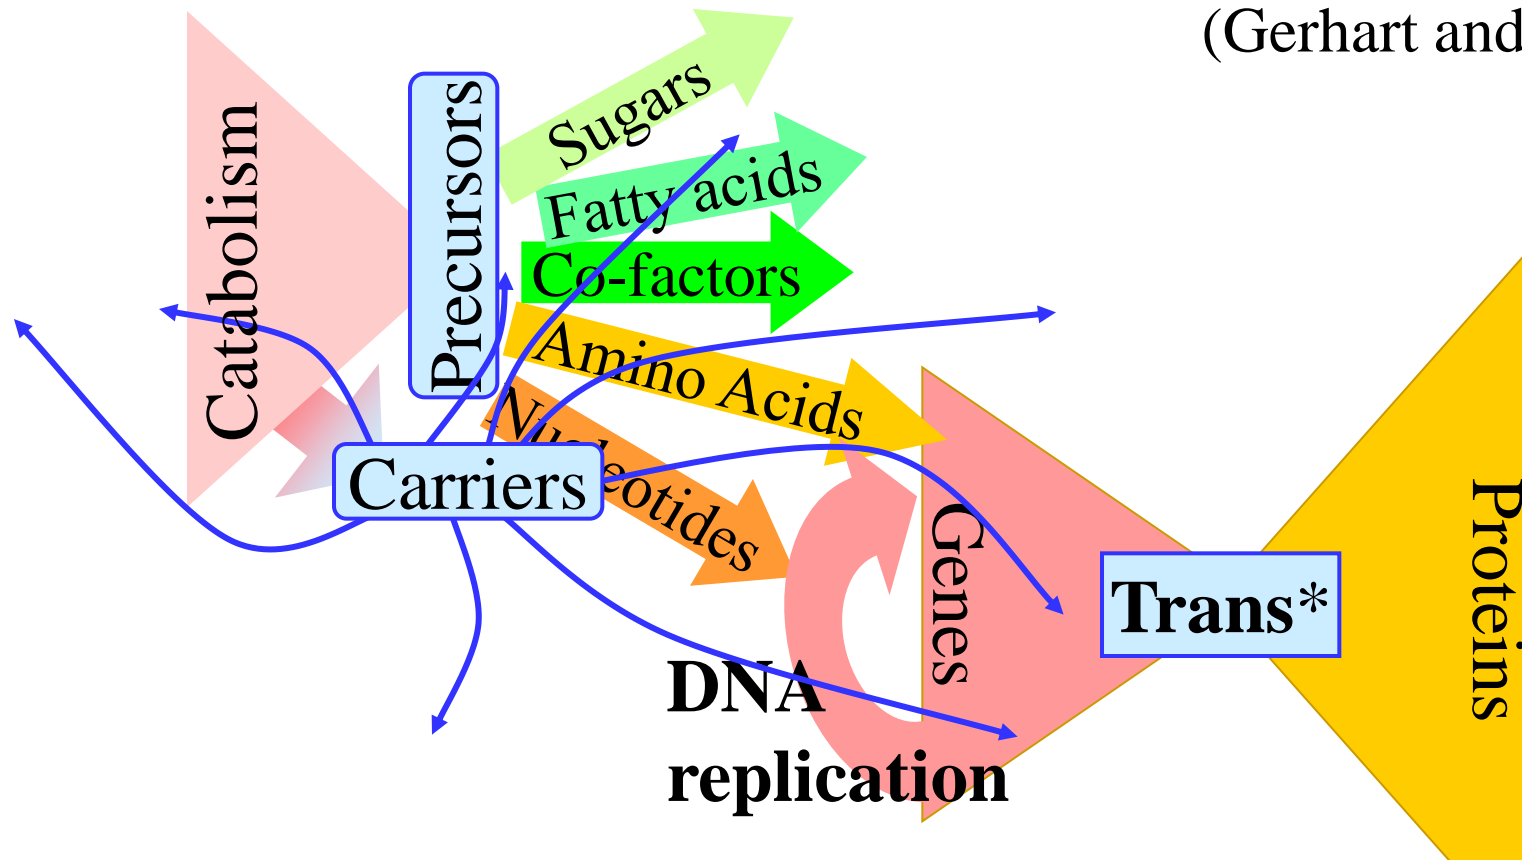 (Gerhart and
Sugars
Catabolism
Precursors
Fatty acids
Co-factors
Amino Acids
Nucleotides
Carriers
Genes
Trans*
Proteins
DNA
replication